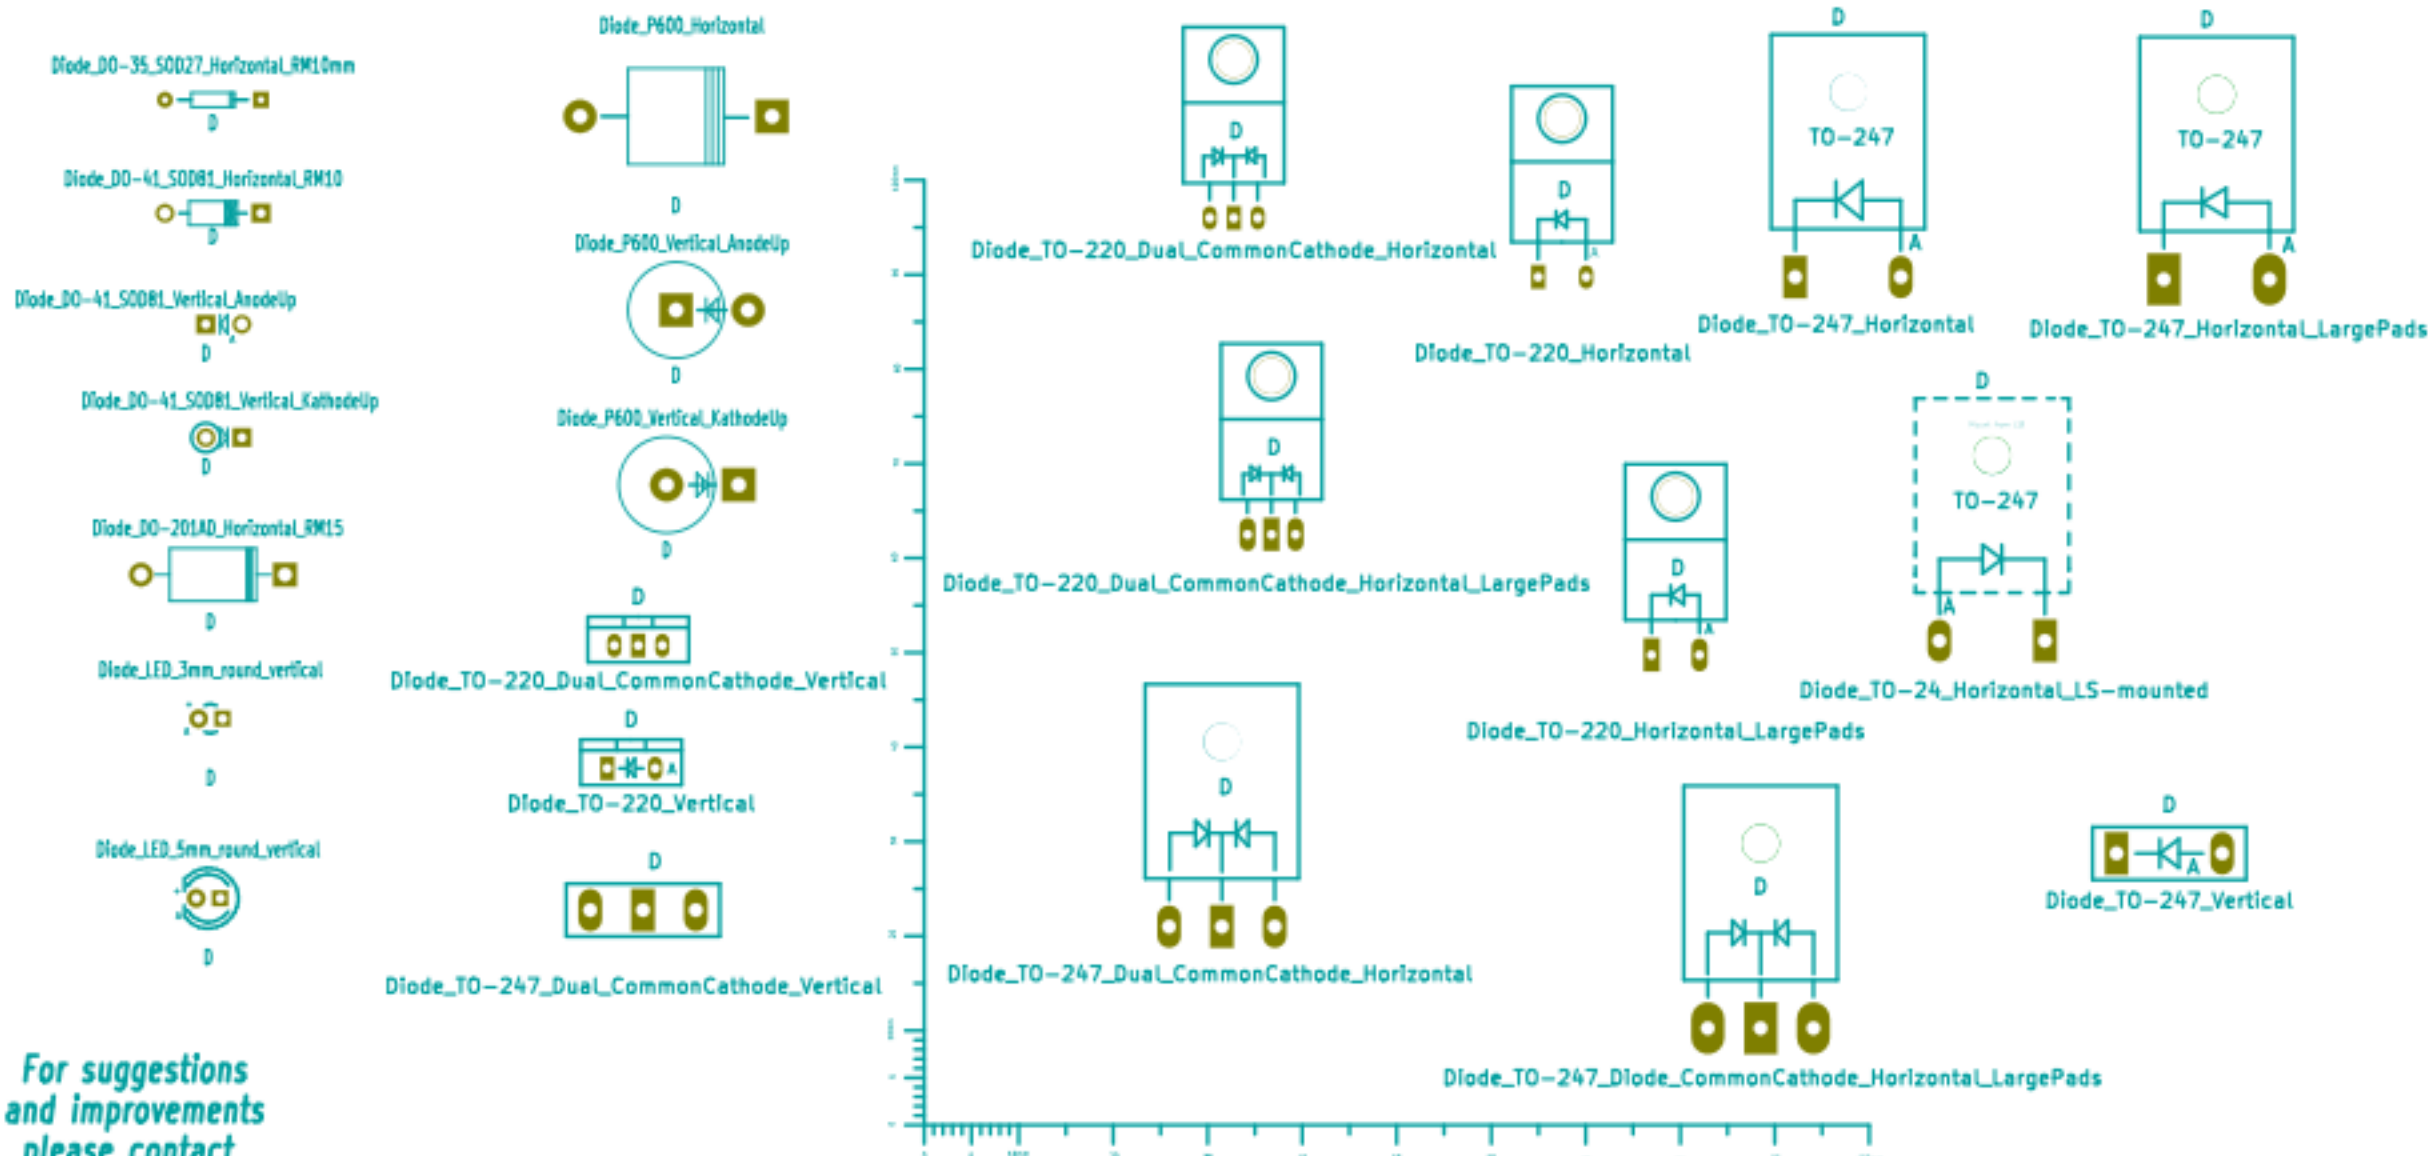 Diode_DO-35_SOD27_Horizontal_RM10mm
D
Diode_DO-41_SOD81_Horizontal_RM10
D
Diode_DO-41_SOD81_Vertical_AnodeUp
A
D
Diode_DO-41_SOD81_Vertical_KathodeUp
D
Diode_DO-201AD_Horizontal_RM15
D
Diode_LED_3mm_round_vertical
D
Diode_LED_5mm_round_vertical
D
For suggestions
and improvements
please contact
Diode_P600_Horizontal
D
Diode_P600_Vertical_AnodeUp
D
Diode_P600_Vertical_KathodeUp
D
D
Diode_TO-220_Dual_CommonCathode_Vertical
D
A
Diode_TO-220_Vertical
D
Diode_TO-247_Dual_CommonCathode_Vertical
D
Diode_TO-220_Dual_CommonCathode_Horizontal
D
Diode_TO-220_Dual_CommonCathode_Horizontal_LargePads
D
Diode_TO-247_Dual_CommonCathode_Horizontal
D
A
Diode_TO-220_Horizontal
D
A
Diode_TO-220_Horizontal_LargePads
D
Diode_TO-247_Diode_CommonCathode_Horizontal_LargePads
D
TO-247
A
Diode_TO-247_Horizontal
D
TO-247
A
Diode_TO-247_Horizontal_LargePads
D
TO-247
A
Diode_TO-24_Horizontal_LS-mounted
D
A
Diode_TO-247_Vertical